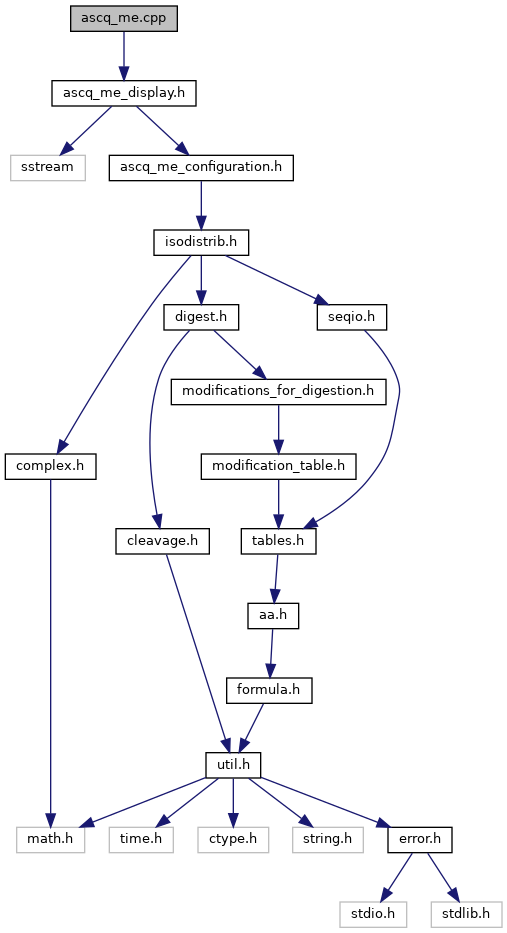 ascq_me.cpp
ascq_me_display.h
sstream
ascq_me_configuration.h
isodistrib.h
digest.h
seqio.h
modifications_for_digestion.h
complex.h
modification_table.h
cleavage.h
tables.h
aa.h
formula.h
util.h
math.h
time.h
ctype.h
string.h
error.h
stdio.h
stdlib.h